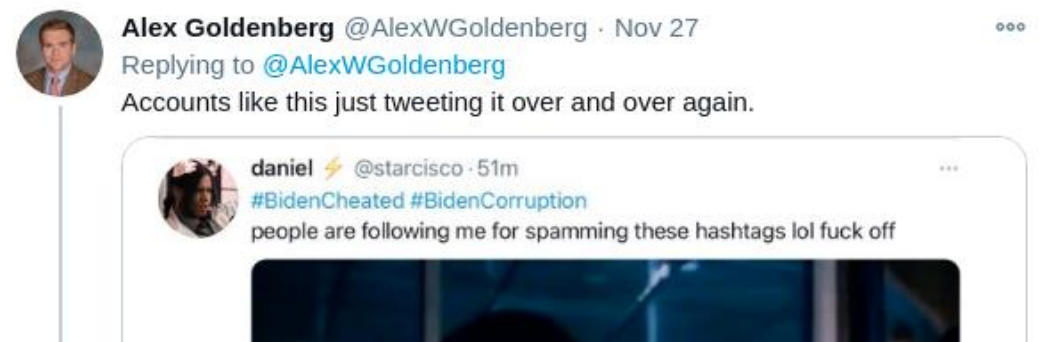 Alex Goldenberg @AlexWGoldenberg · Nov 27
Replying to @AlexWGoldenberg
Accounts like this just tweeting it over and over again.
daniel ⚡ @starcisco · 51m
#BidenCheated #BidenCorruption
people are following me for spamming these hashtags lol fuck off